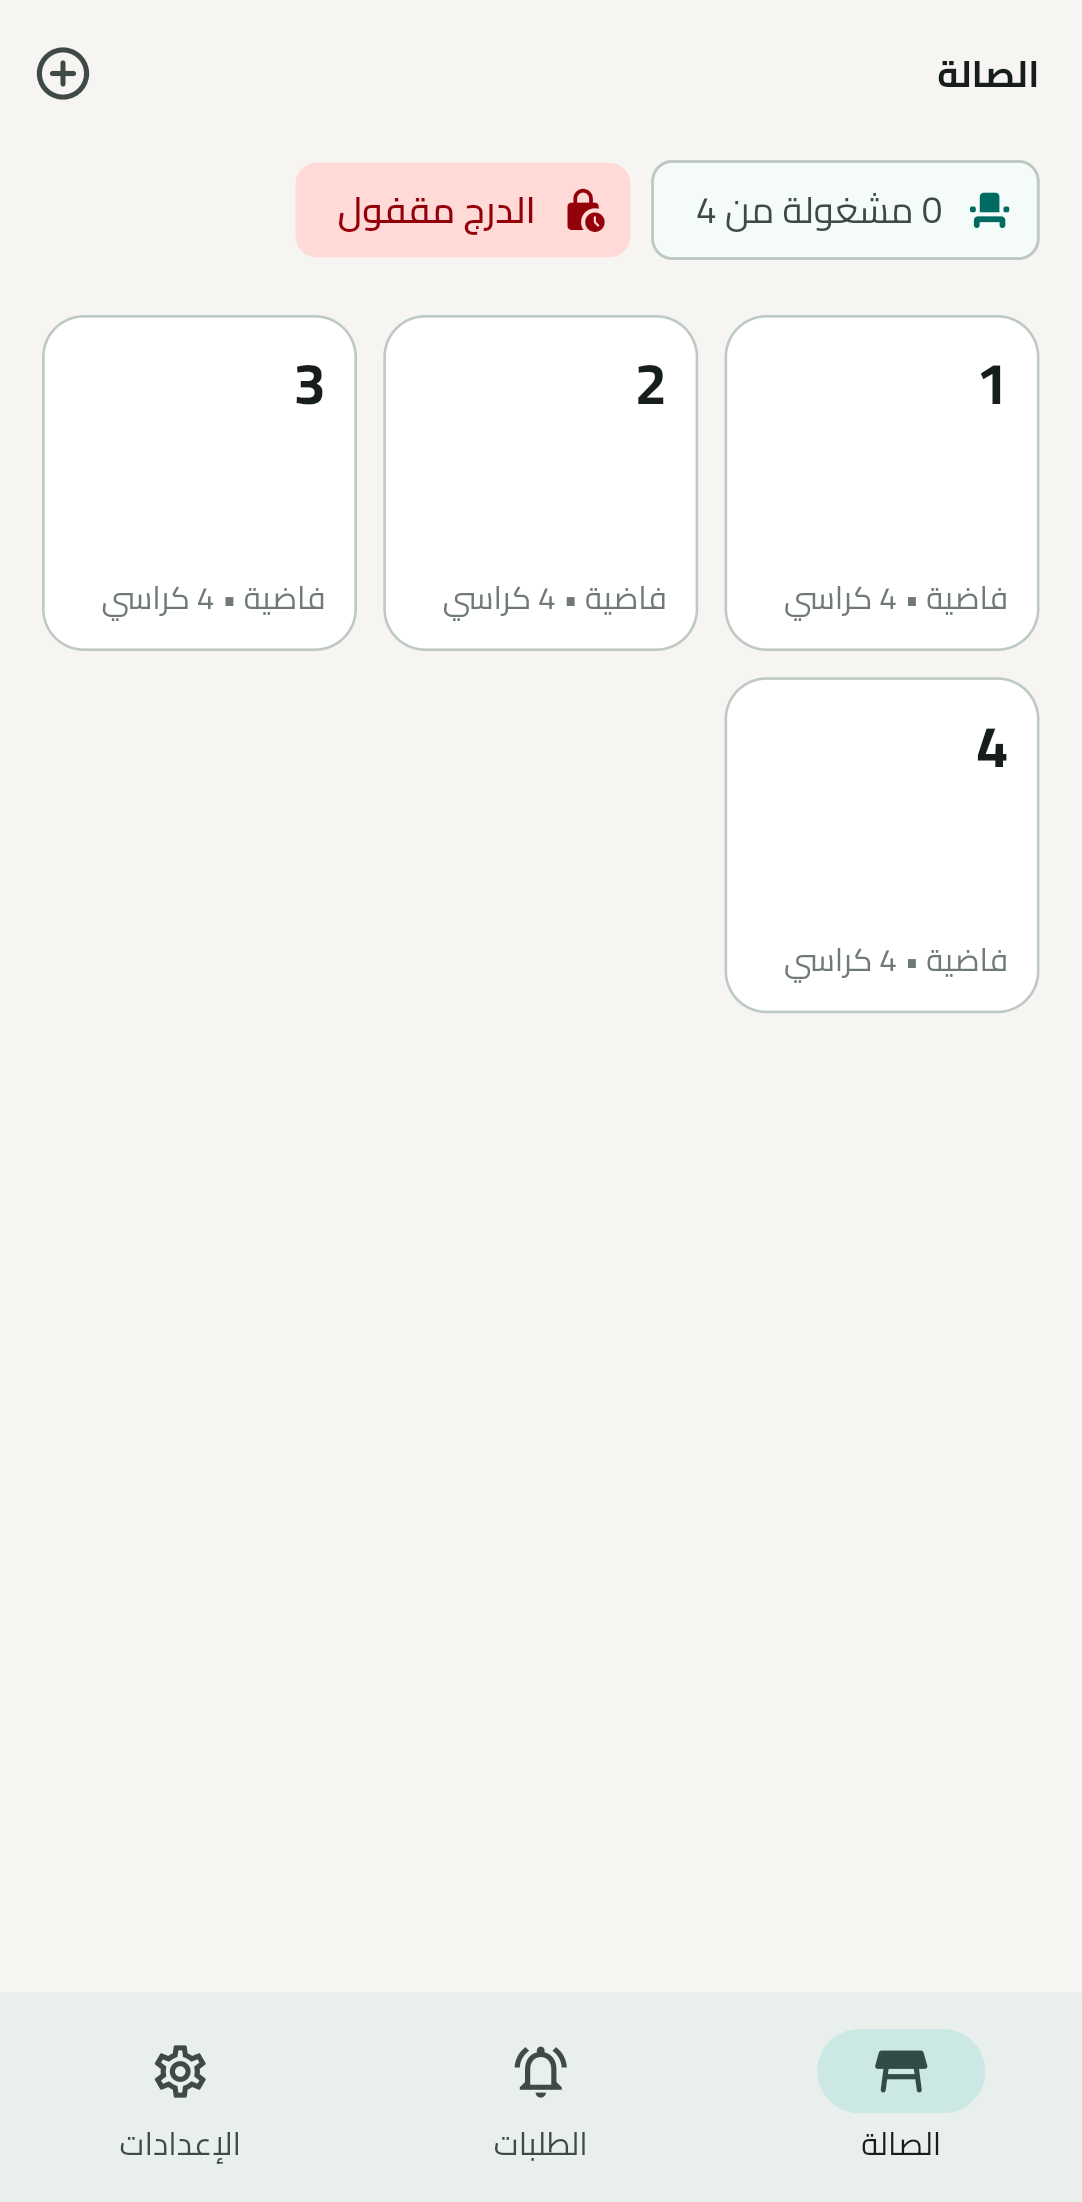 الصالة
0 مشغولة من 4
الدرج مقفول
1
فاضية • 4 كراسي
2
فاضية • 4 كراسي
3
فاضية • 4 كراسي
4
فاضية • 4 كراسي
الصالة
الطلبات
الإعدادات